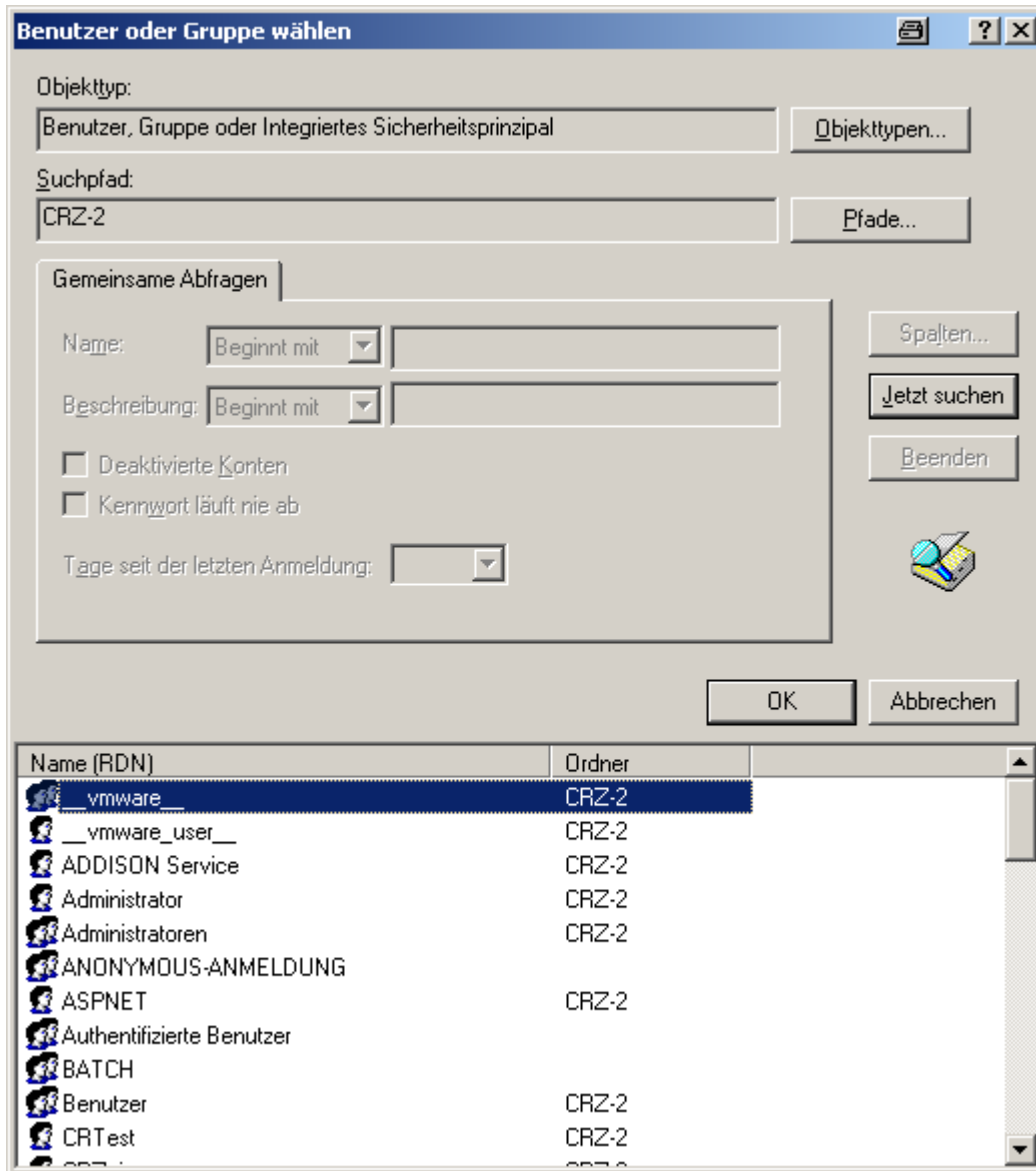 Benutzer oder Gruppe wählen
Objekttyp:
Benutzer, Gruppe oder Integriertes Sicherheitsprinzipal
Objekttypen...
Suchpfad:
CRZ-2
Pfade...
Gemeinsame Abfragen
Name:
Beginnt mit
Spalten...
Beschreibung:
Beginnt mit
Jetzt suchen
Deaktivierte Konten
Beenden
Kennwort läuft nie ab
Tage seit der letzten Anmeldung:
OK
Abbrechen
Name (RDN) Ordner
__vmware__ CRZ-2
__vmware_user__ CRZ-2
ADDISON Service CRZ-2
Administrator CRZ-2
Administratoren CRZ-2
ANONYMOUS-ANMELDUNG
ASPNET CRZ-2
Authentifizierte Benutzer
BATCH
Benutzer CRZ-2
CRTest CRZ-2